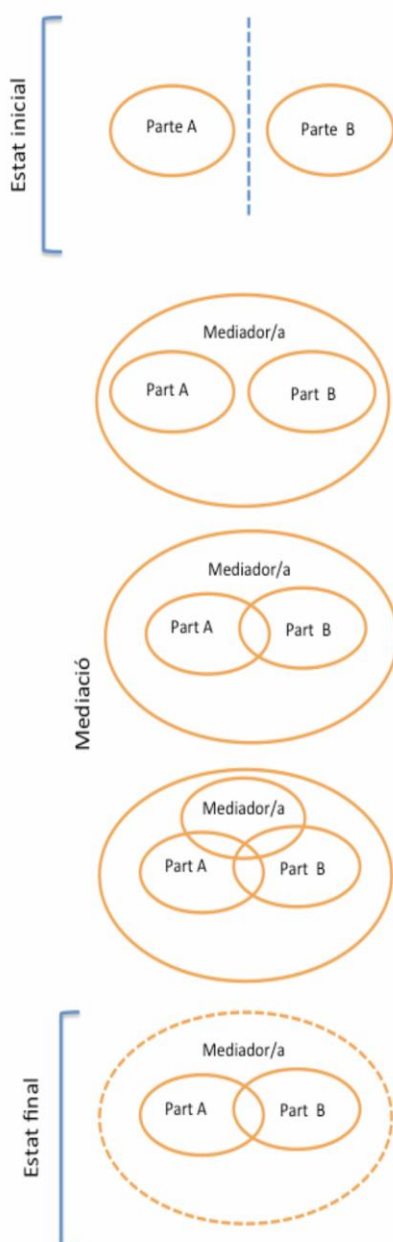 Estat inicial
Parte A
Parte B
Mediació
Mediador/a
Part A
Part B
Mediador/a
Part A
Part B
Mediador/a
Part A
Part B
Estat final
Mediador/a
Part A
Part B